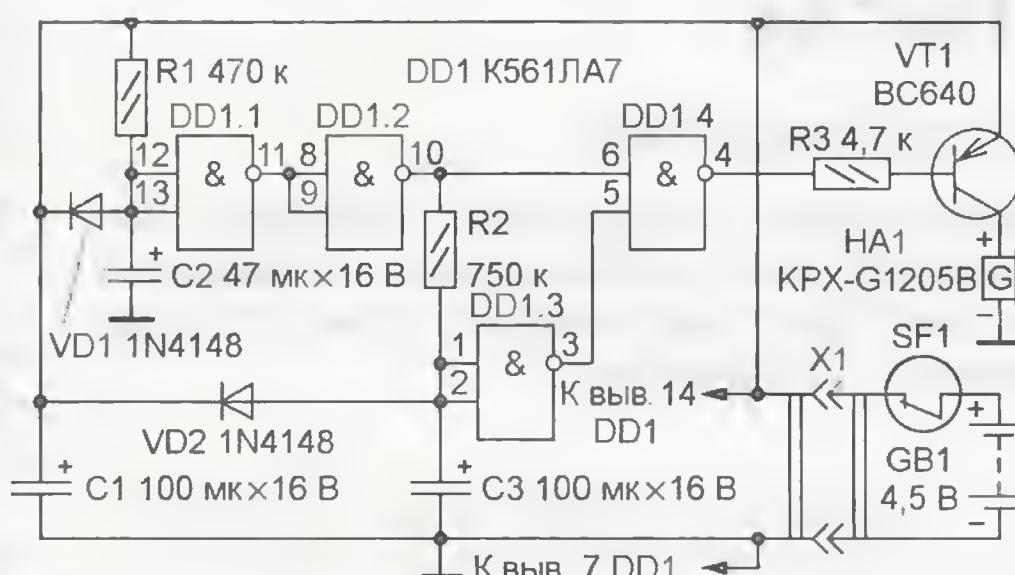 R1 470 к
DD1 К561ЛА7
VT1
BC640
DD1.1
DD1.2
DD1 4
R3 4,7 к
12
13
&
11
8
9
&
10
6
5
&
4
R2
750 к
C2 47 мк×16 В
+
HA1
KPX-G1205B
+
G
−
VD1 1N4148
DD1.3
1
2
&
3
SF1
X1
К выв. 14
DD1
VD2 1N4148
GB1
4,5 В
+
−
+
C1 100 мк×16 В
+
C3 100 мк×16 В
К выв. 7 DD1